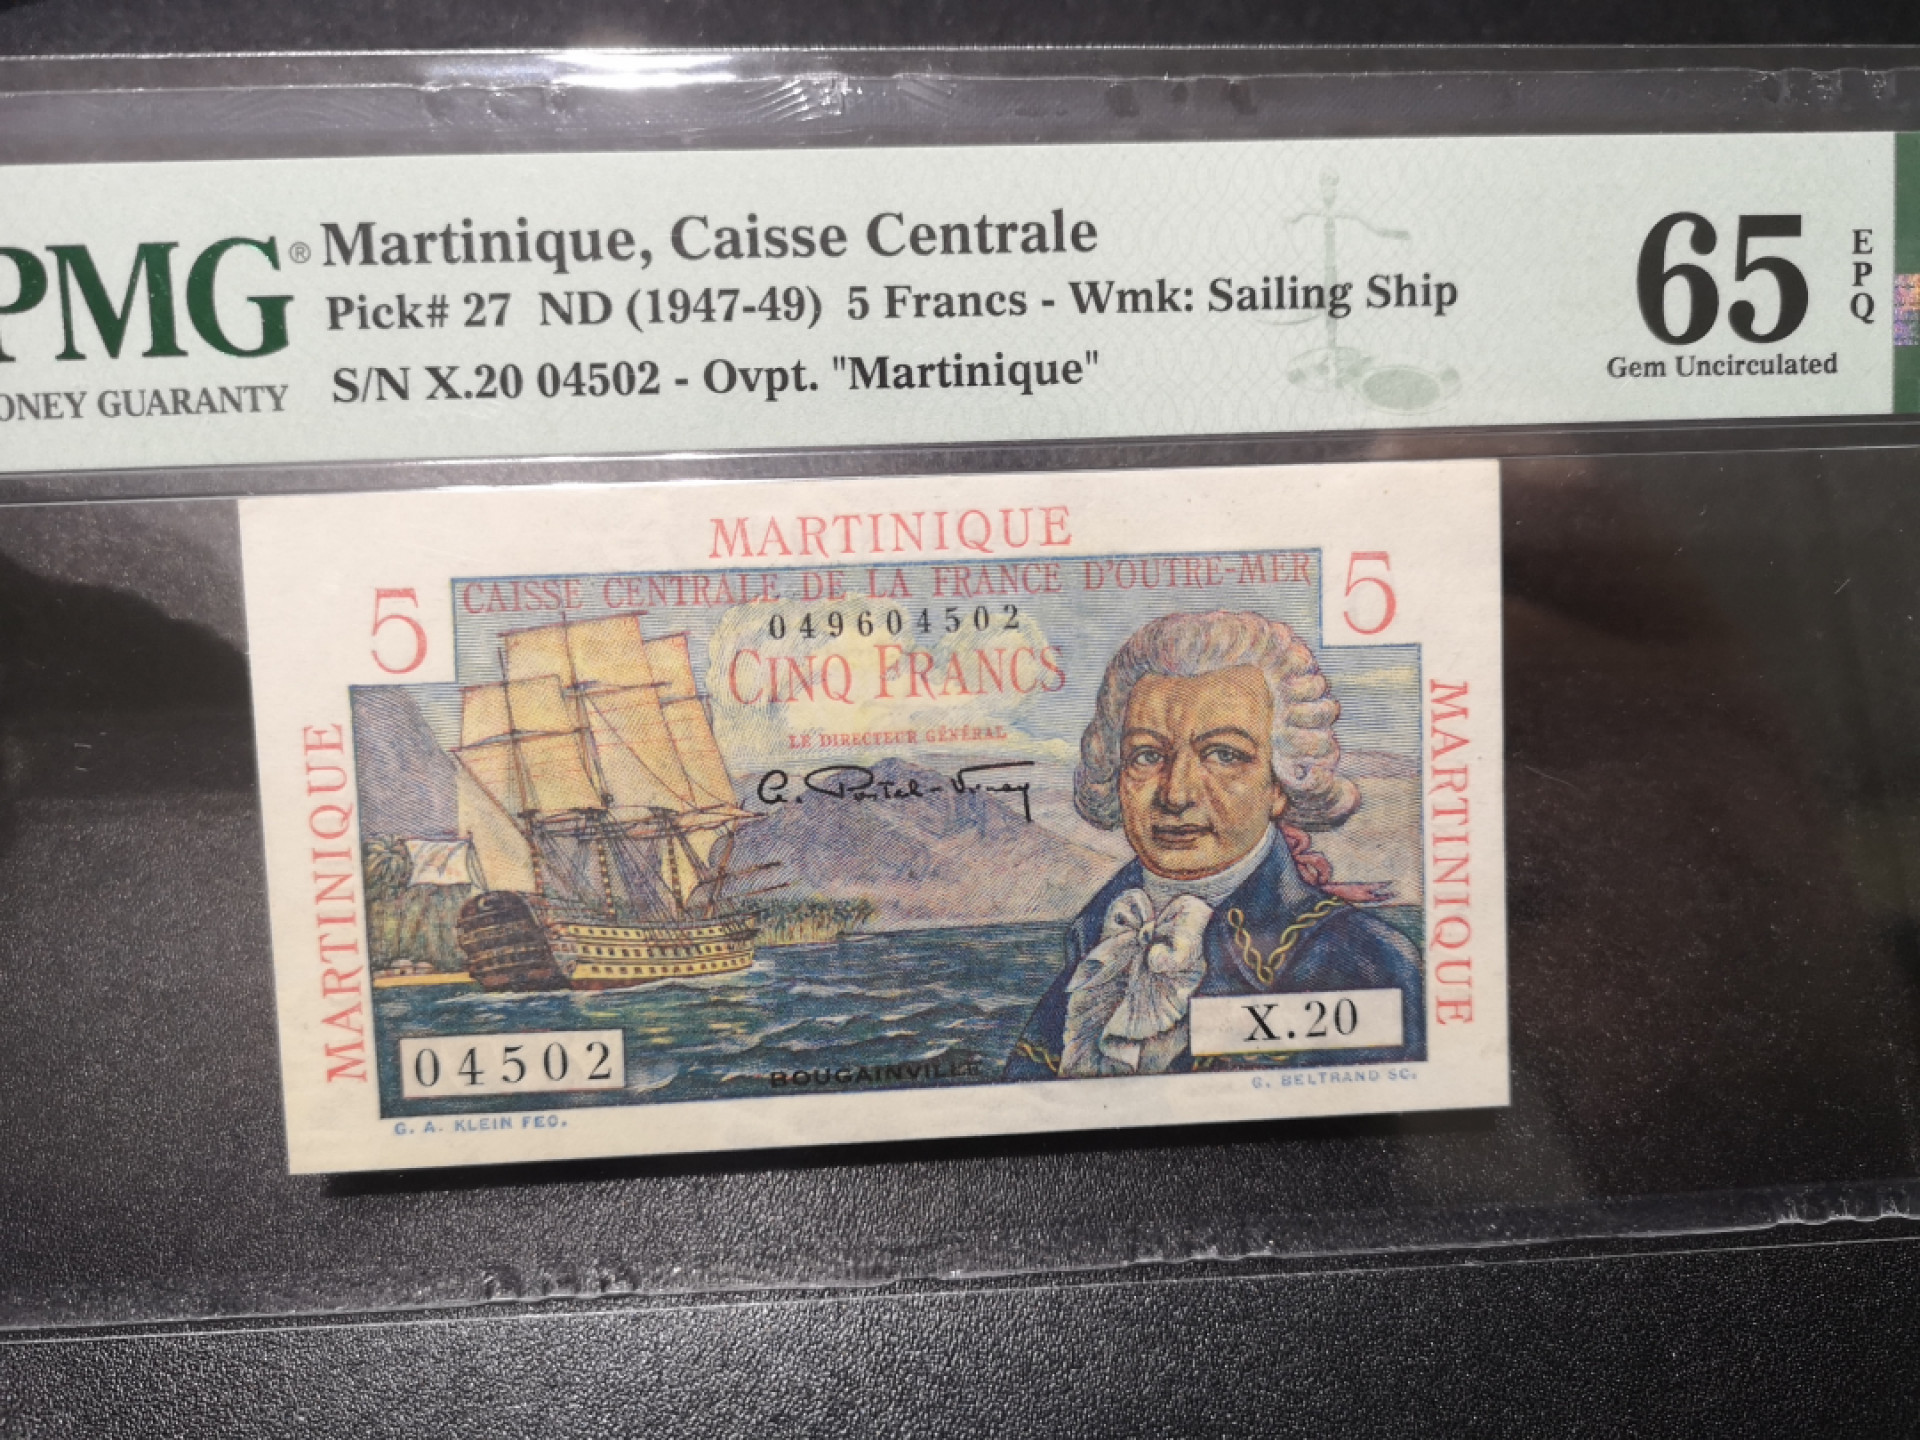 PMG® Martinique, Caisse Centrale
Pick# 27 ND (1947-49) 5 Francs - Wmk: Sailing Ship
S/N X.20 04502 - Ovpt. "Martinique"
ONEY GUARANTY
65
EPQ
Gem Uncirculated
MARTINIQUE
CAISSE CENTRALE DE LA FRANCE D'OUTRE-MER
5
5
049604502
CINQ FRANCS
LE DIRECTEUR GÉNÉRAL
MARTINIQUE
MARTINIQUE
X.20
04502
BOUGAINVILLE
G. A. KLEIN FEC.
G. BELTRAND SC.